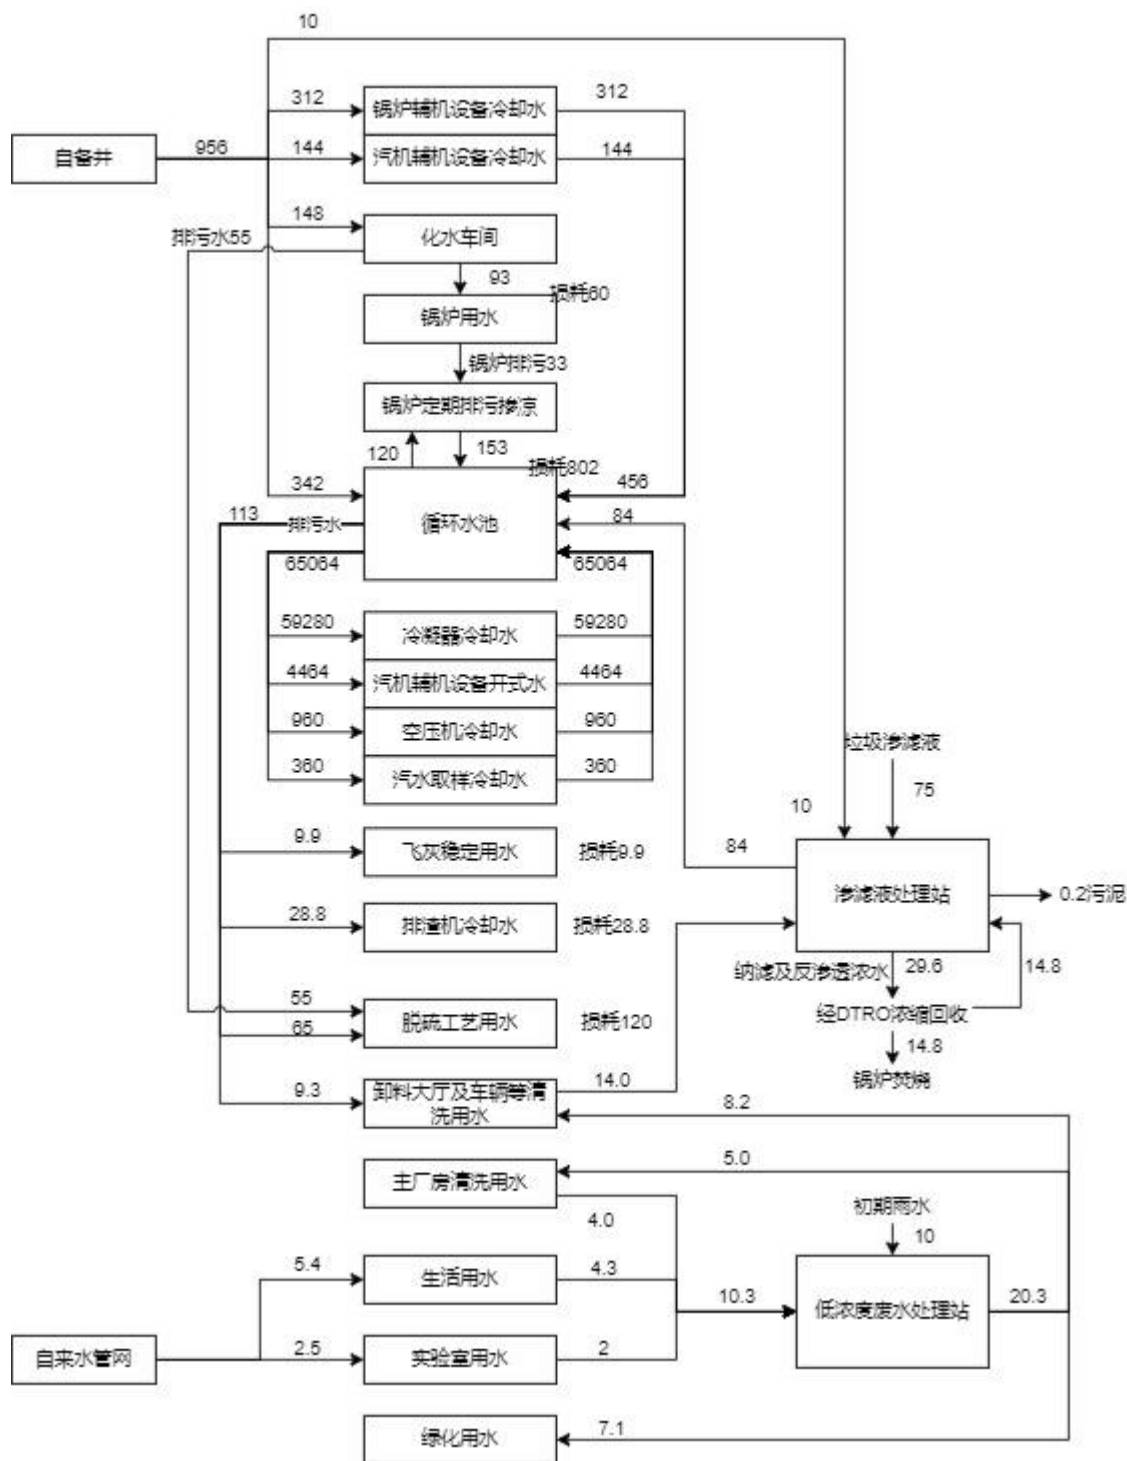 10
312
锅炉辅机设备冷却水
312
自备井
956
144
汽机辅机设备冷却水
144
148
排污水55
化水车间
93
损耗60
锅炉用水
锅炉排污33
锅炉定期排污掺凉
120
153
损耗802
342
456
113
排污水
循环水池
84
65064
65064
59280
冷凝器冷却水
59280
4464
汽机辅机设备开式水
4464
960
空压机冷却水
960
360
汽水取样冷却水
360
垃圾渗滤液
10
75
9.9
飞灰稳定用水
损耗9.9
84
渗滤液处理站
0.2污泥
28.8
排渣机冷却水
损耗28.8
纳滤及反渗透浓水
29.6
14.8
55
65
脱硫工艺用水
损耗120
经DTRO浓缩回收
14.8
锅炉焚烧
9.3
卸料大厅及车辆等清
洗用水
14.0
8.2
主厂房清洗用水
5.0
4.0
初期雨水
10
5.4
生活用水
4.3
10.3
低浓度废水处理站
20.3
自来水管网
2.5
实验室用水
2
绿化用水
7.1